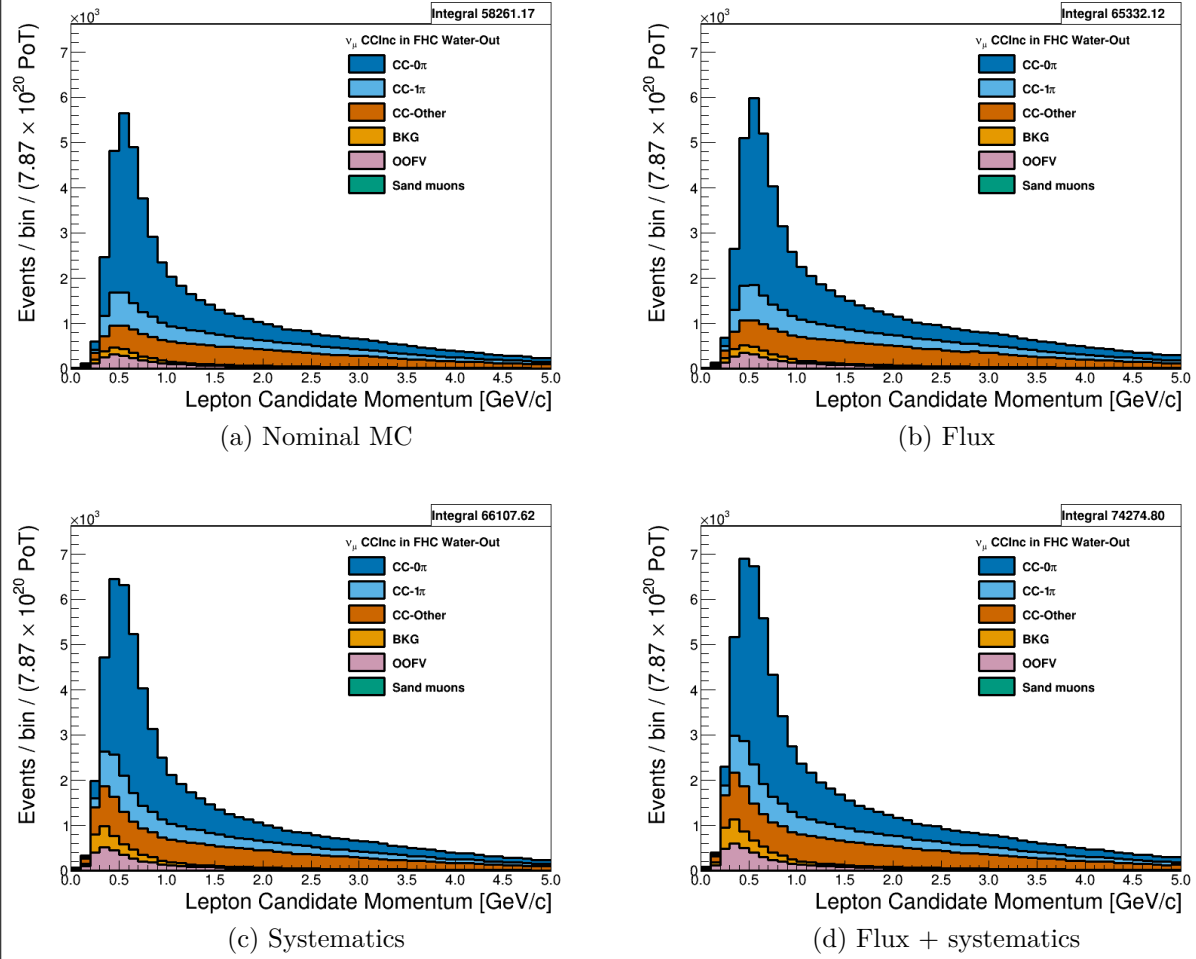 ×10³
Integral 58261.17
νμ CCInc in FHC Water-Out
CC-0π
CC-1π
CC-Other
BKG
OOFV
Sand muons
Events / bin / (7.87 × 10²⁰ PoT)
7
6
5
4
3
2
1
0
0.0 0.5 1.0 1.5 2.0 2.5 3.0 3.5 4.0 4.5 5.0
Lepton Candidate Momentum [GeV/c]
(a) Nominal MC
×10³
Integral 65332.12
νμ CCInc in FHC Water-Out
CC-0π
CC-1π
CC-Other
BKG
OOFV
Sand muons
Events / bin / (7.87 × 10²⁰ PoT)
7
6
5
4
3
2
1
0
0.0 0.5 1.0 1.5 2.0 2.5 3.0 3.5 4.0 4.5 5.0
Lepton Candidate Momentum [GeV/c]
(b) Flux
×10³
Integral 66107.62
νμ CCInc in FHC Water-Out
CC-0π
CC-1π
CC-Other
BKG
OOFV
Sand muons
Events / bin / (7.87 × 10²⁰ PoT)
7
6
5
4
3
2
1
0
0.0 0.5 1.0 1.5 2.0 2.5 3.0 3.5 4.0 4.5 5.0
Lepton Candidate Momentum [GeV/c]
(c) Systematics
×10³
Integral 74274.80
νμ CCInc in FHC Water-Out
CC-0π
CC-1π
CC-Other
BKG
OOFV
Sand muons
Events / bin / (7.87 × 10²⁰ PoT)
7
6
5
4
3
2
1
0
0.0 0.5 1.0 1.5 2.0 2.5 3.0 3.5 4.0 4.5 5.0
Lepton Candidate Momentum [GeV/c]
(d) Flux + systematics